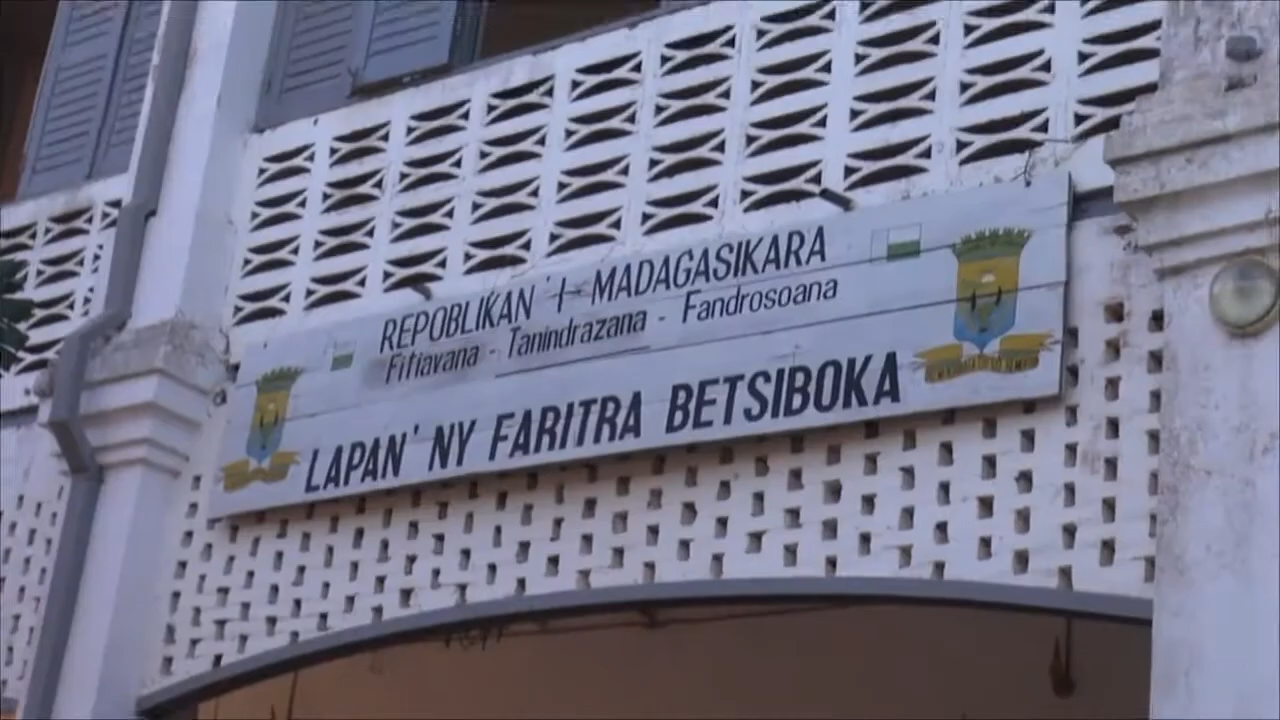 REPOBLIKAN 'I-MADAGASIKARA
Fitiavana - Tanindrazana - Fandrosoana
LAPAN' NY FARITRA BETSIBOKA